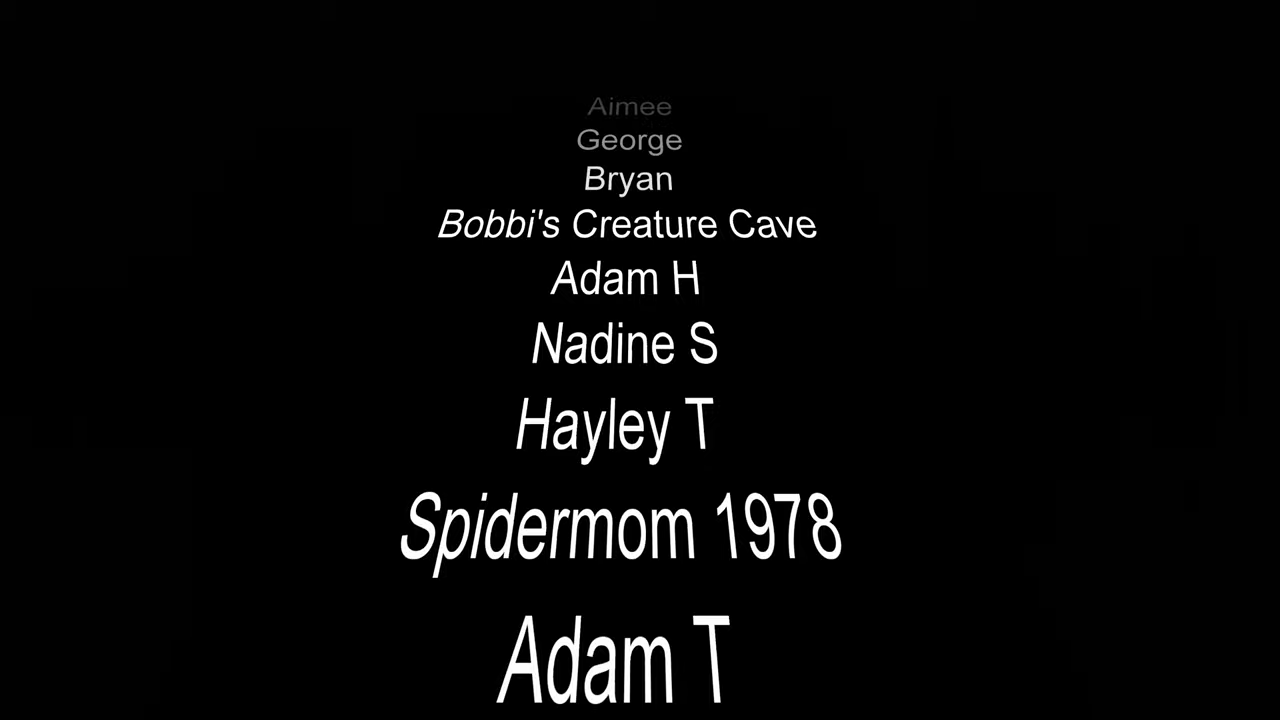 Aimee
George
Bryan
Bobbi's Creature Cave
Adam H
Nadine S
Hayley T
Spidermom 1978
Adam T